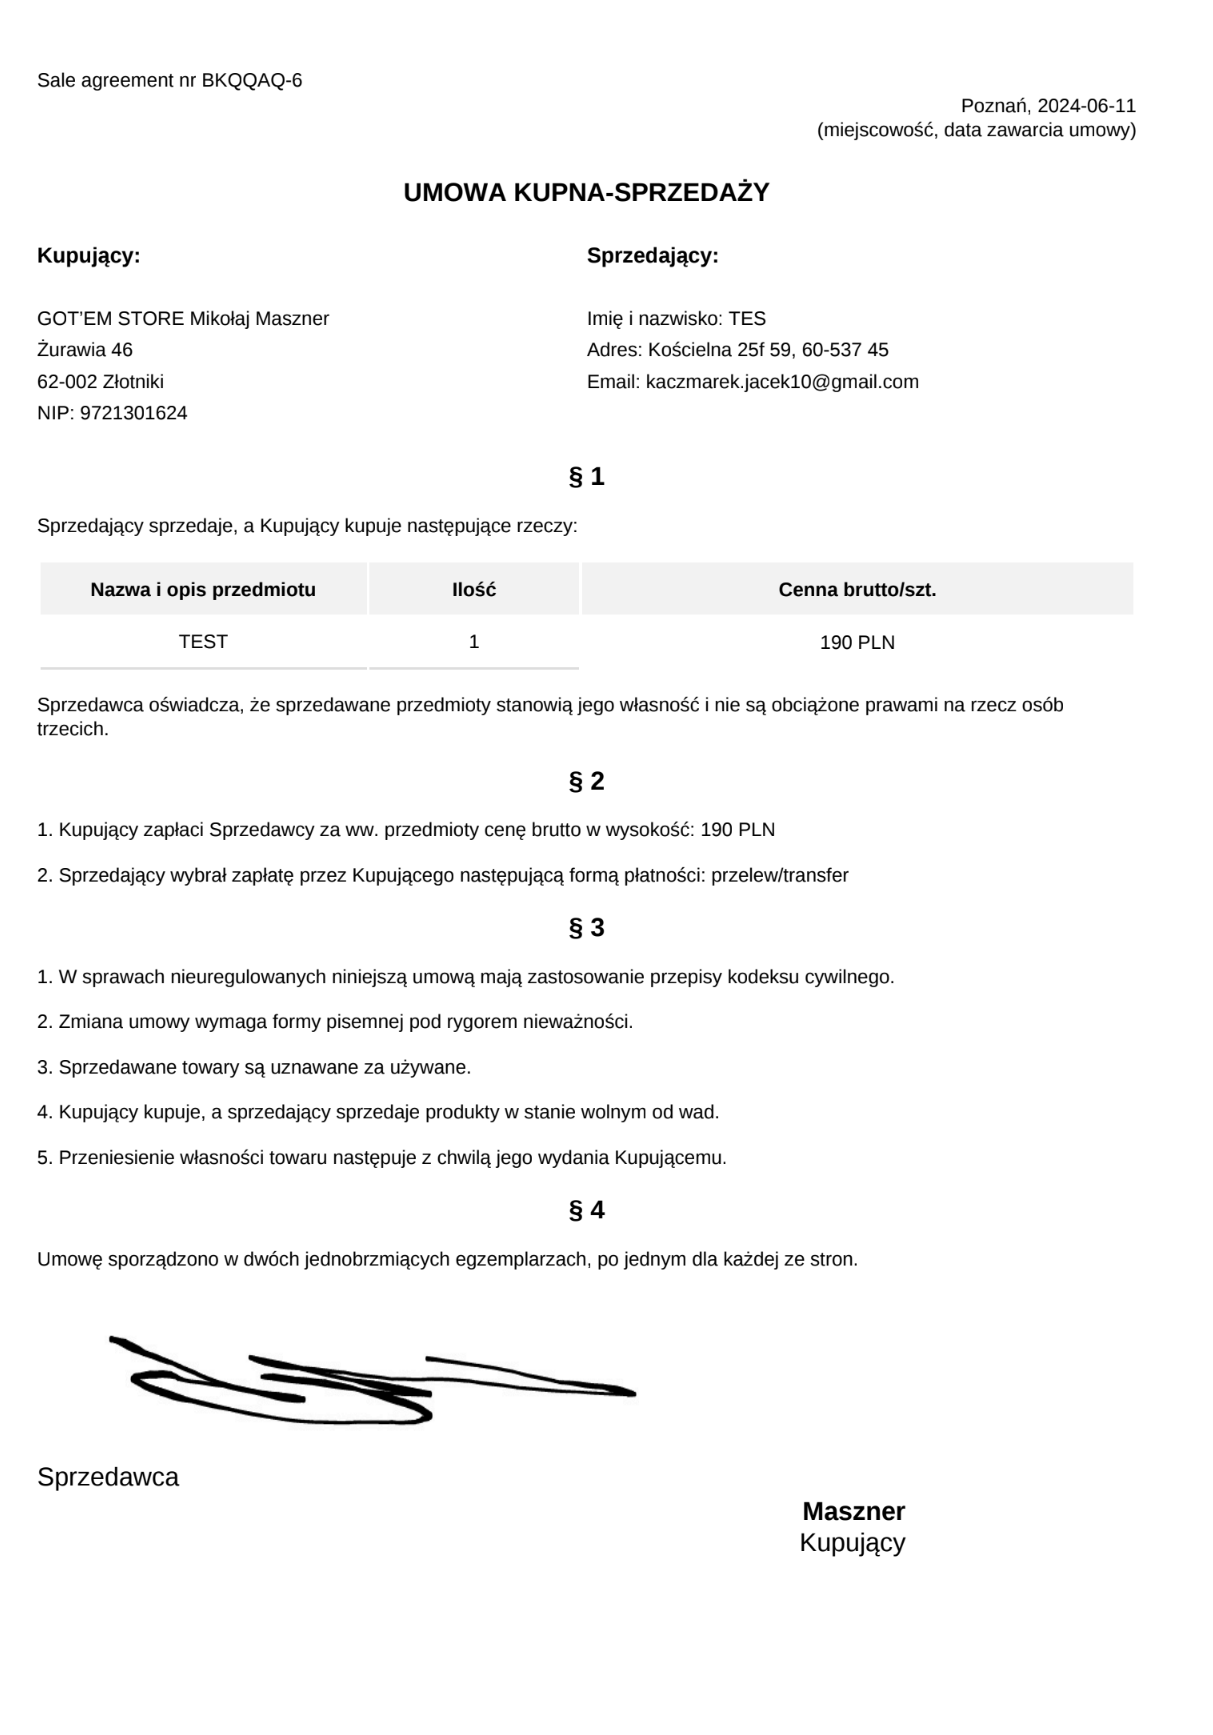 Sale agreement nr BKQQAQ-6
Poznań, 2024-06-11
(miejscowość, data zawarcia umowy)
UMOWA KUPNA-SPRZEDAŻY
Kupujący:
GOT'EM STORE Mikołaj Maszner
Żurawia 46
62-002 Złotniki
NIP: 9721301624
Sprzedający:
Imię i nazwisko: TES
Adres: Kościelna 25f 59, 60-537 45
Email: kaczmarek.jacek10@gmail.com
§ 1
Sprzedający sprzedaje, a Kupujący kupuje następujące rzeczy:
Nazwa i opis przedmiotu Ilość Cenna brutto/szt.
TEST 1 190 PLN
Sprzedawca oświadcza, że sprzedawane przedmioty stanowią jego własność i nie są obciążone prawami na rzecz osób
trzecich.
§ 2
1. Kupujący zapłaci Sprzedawcy za ww. przedmioty cenę brutto w wysokość: 190 PLN
2. Sprzedający wybrał zapłatę przez Kupującego następującą formą płatności: przelew/transfer
§ 3
1. W sprawach nieuregulowanych niniejszą umową mają zastosowanie przepisy kodeksu cywilnego.
2. Zmiana umowy wymaga formy pisemnej pod rygorem nieważności.
3. Sprzedawane towary są uznawane za używane.
4. Kupujący kupuje, a sprzedający sprzedaje produkty w stanie wolnym od wad.
5. Przeniesienie własności towaru następuje z chwilą jego wydania Kupującemu.
§ 4
Umowę sporządzono w dwóch jednobrzmiących egzemplarzach, po jednym dla każdej ze stron.
Sprzedawca
Maszner
Kupujący